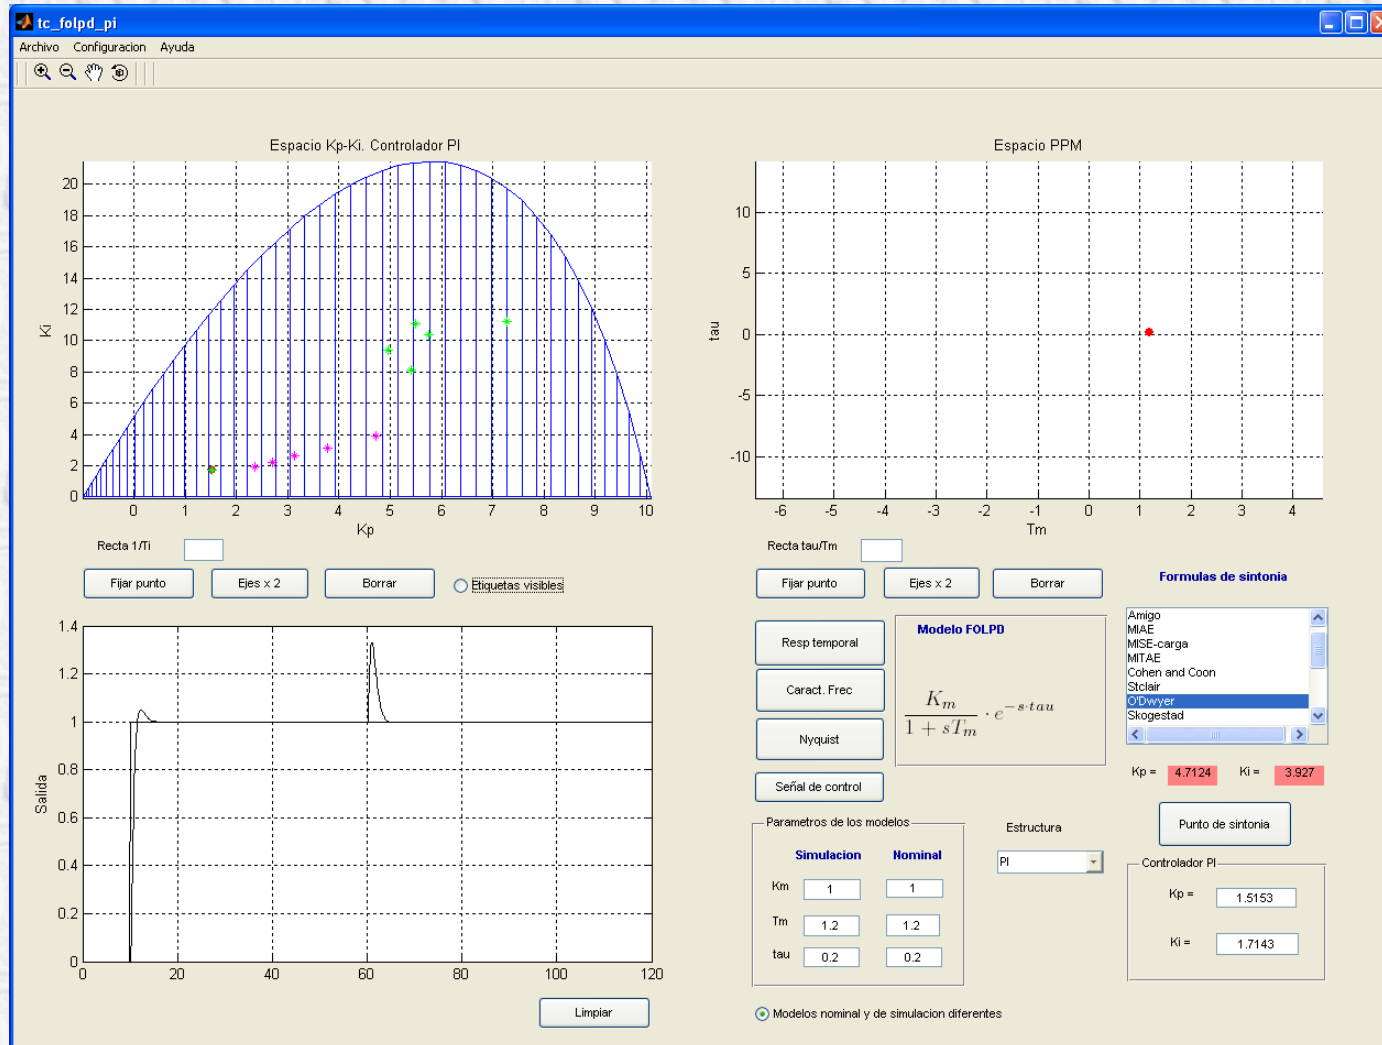 tc_folpd_pi
Archivo Configuracion Ayuda
Espacio Kp-Ki. Controlador PI
20
18
16
14
12
10
8
6
4
2
0
Ki
0 1 2 3 4 5 6 7 8 9 10
Kp
Recta 1/Ti
Fijar punto Ejes x 2 Borrar Etiquetas visibles
Espacio PPM
10
5
0
-5
-10
tau
-6 -5 -4 -3 -2 -1 0 1 2 3 4
Tm
Recta tau/Tm
Fijar punto Ejes x 2 Borrar
Formulas de sintonia
Amigo
MIAE
MISE-carga
MITAE
Cohen and Coon
Stclair
O'Dwyer
Skogestad
Kp = 4.7124 Ki = 3.927
Punto de sintonia
Controlador PI
Kp = 1.5153
Ki = 1.7143
Resp temporal
Caract. Frec
Nyquist
Señal de control
Modelo FOLPD
K_m / (1 + sT_m) · e^{-s·tau}
Parametros de los modelos
Simulacion Nominal
Km 1 1
Tm 1.2 1.2
tau 0.2 0.2
Estructura
PI
Modelos nominal y de simulacion diferentes
1.4
1.2
1
0.8
0.6
0.4
0.2
0
Salida
0 20 40 60 80 100 120
Limpiar